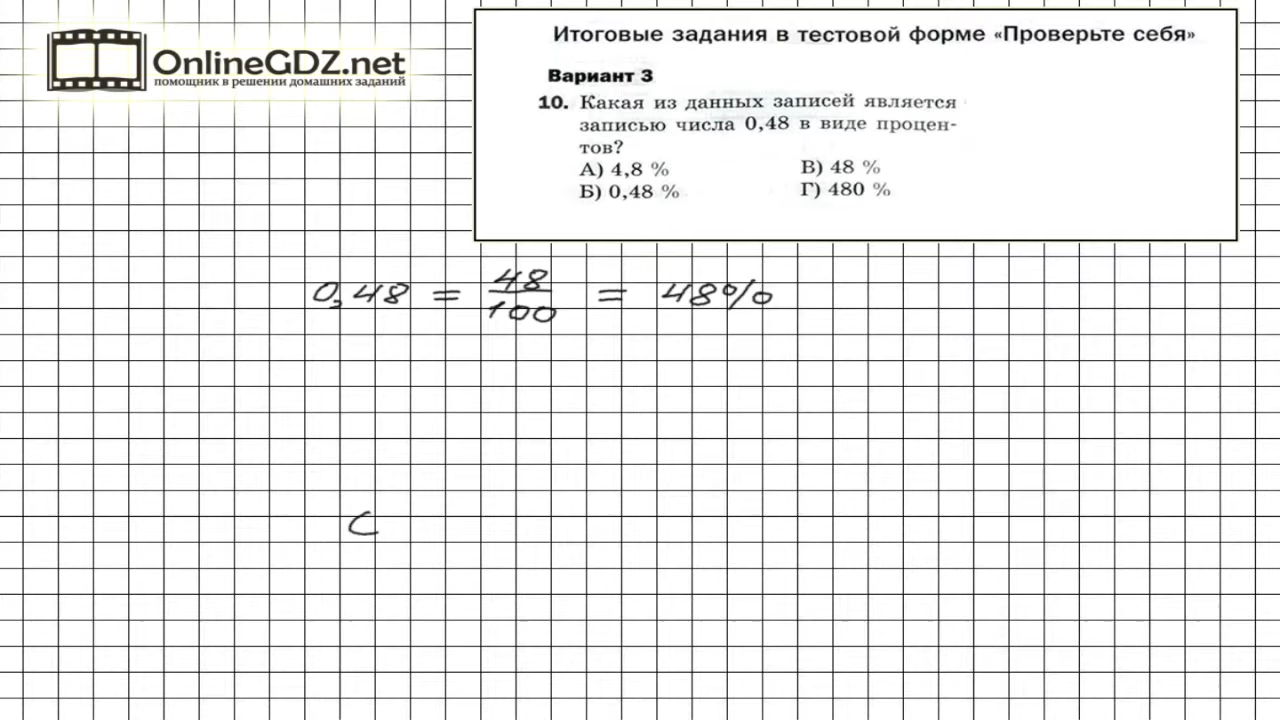 OnlineGDZ.net
помощник в решении домашних заданий
Итоговые задания в тестовой форме «Проверьте себя»
Вариант 3
10. Какая из данных записей является
записью числа 0,48 в виде процен-
тов?
А) 4,8 % В) 48 %
Б) 0,48 % Г) 480 %
0,48 = 48/100 = 48%
С